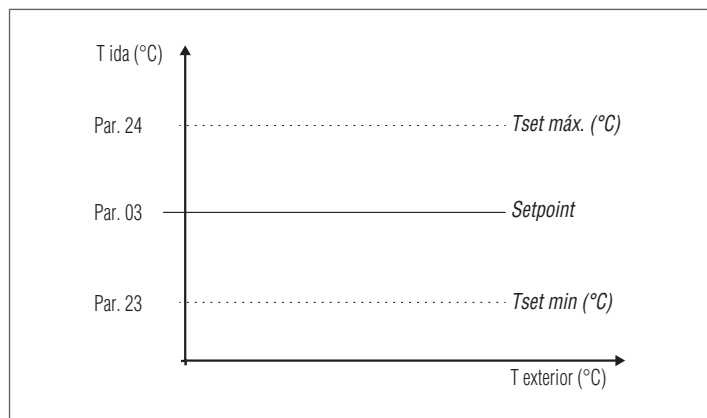 T ida (°C)
Par. 24 Tset máx. (°C)
Par. 03 Setpoint
Par. 23 Tset min (°C)
T exterior (°C)